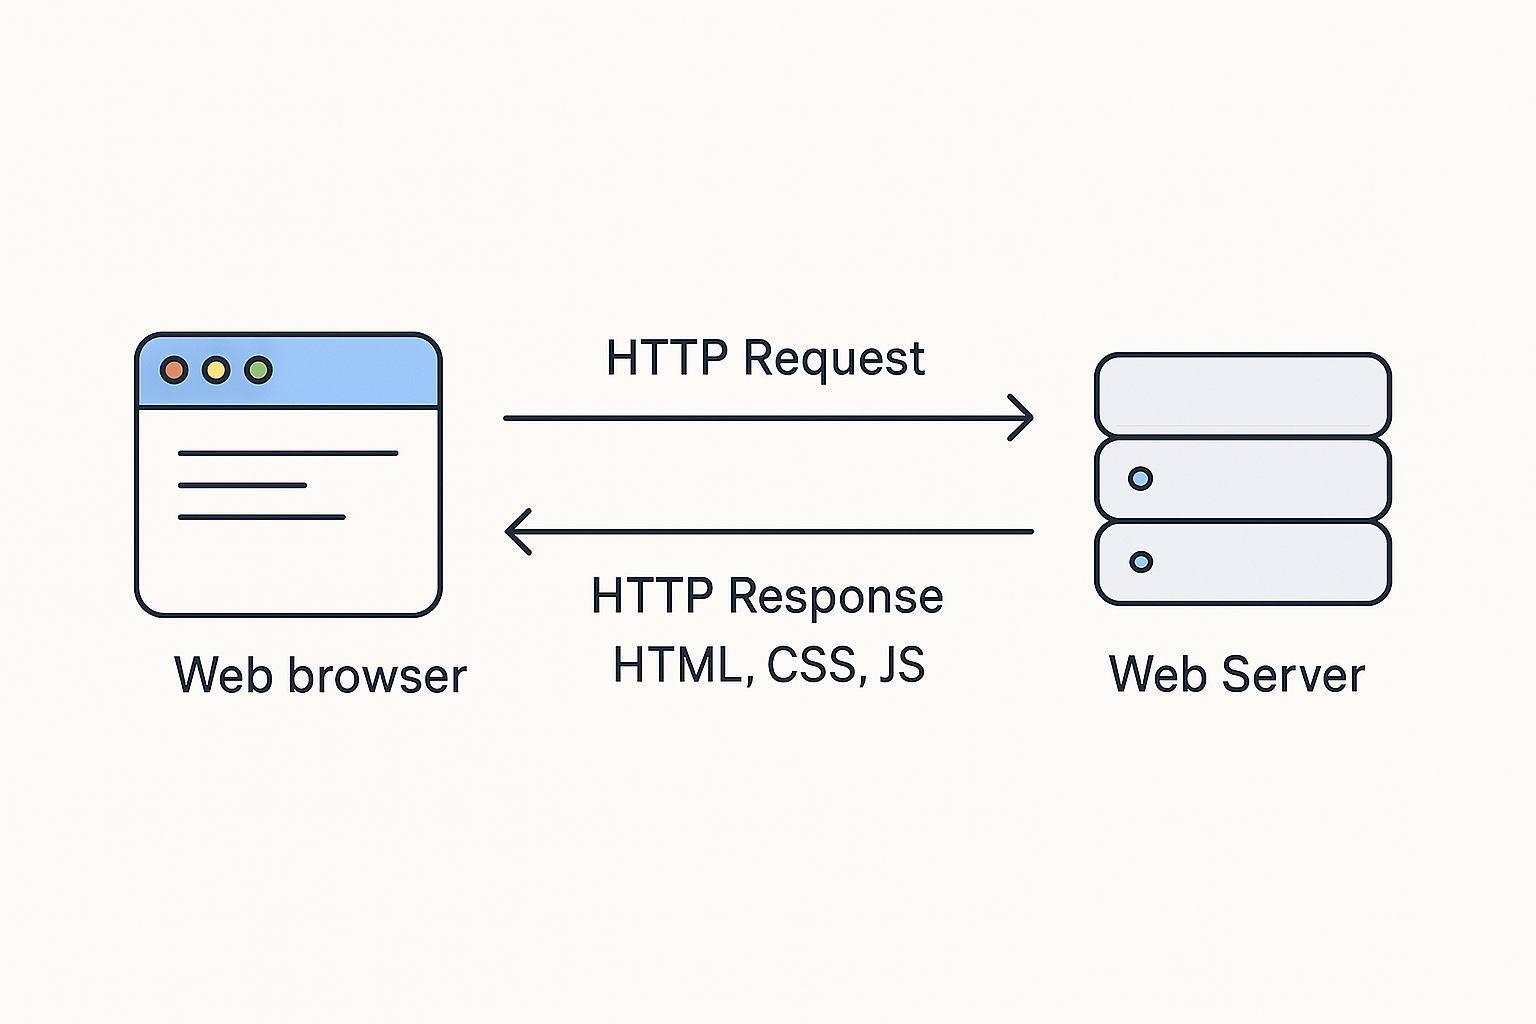 HTTP Request
HTTP Response
HTML, CSS, JS
Web browser
Web Server